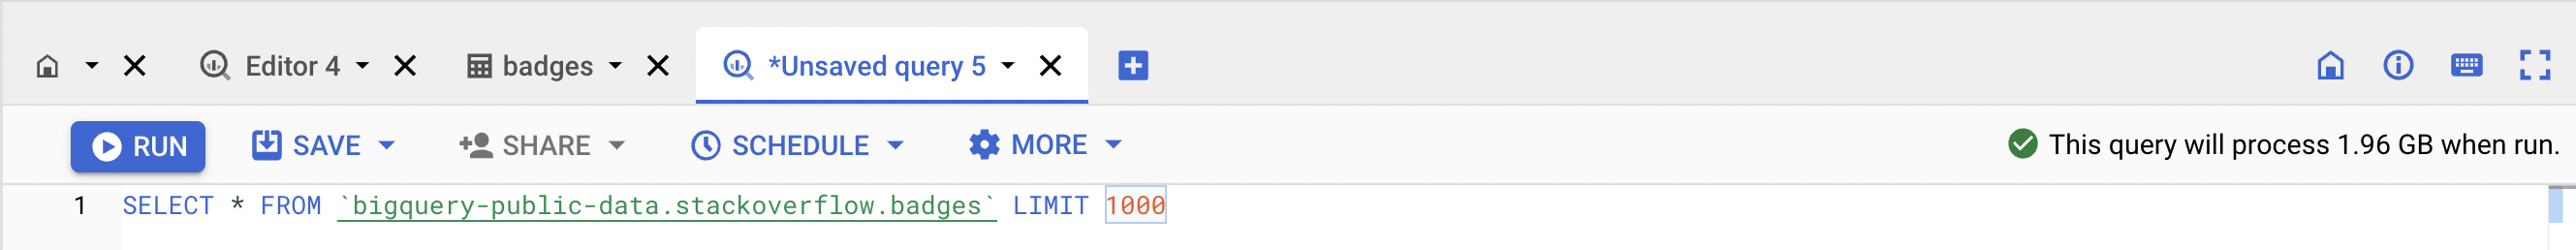 Editor 4 badges *Unsaved query 5
RUN SAVE SHARE SCHEDULE MORE This query will process 1.96 GB when run.
1 SELECT * FROM `bigquery-public-data.stackoverflow.badges` LIMIT 1000